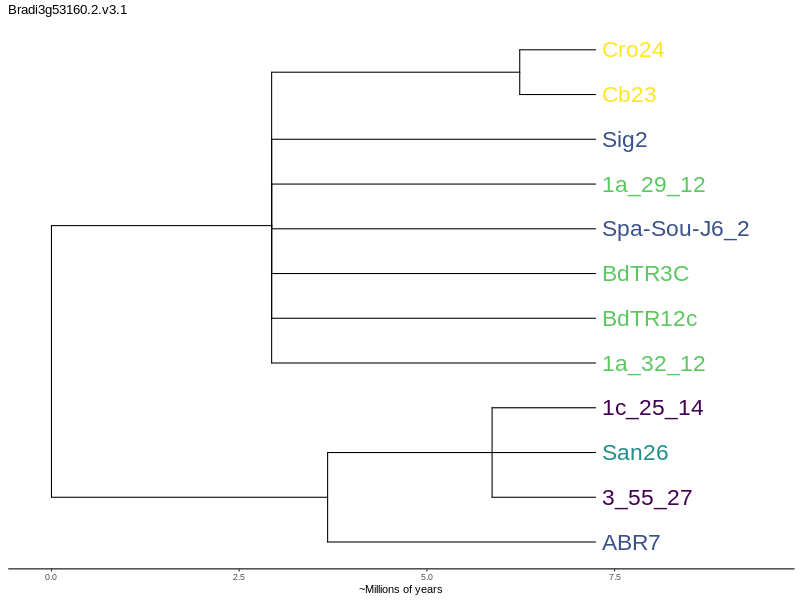 Bradi3g53160.2.v3.1
Cro24
Cb23
Sig2
1a_29_12
Spa-Sou-J6_2
BdTR3C
BdTR12c
1a_32_12
1c_25_14
San26
3_55_27
ABR7
0.0 2.5 5.0 7.5
~Millions of years